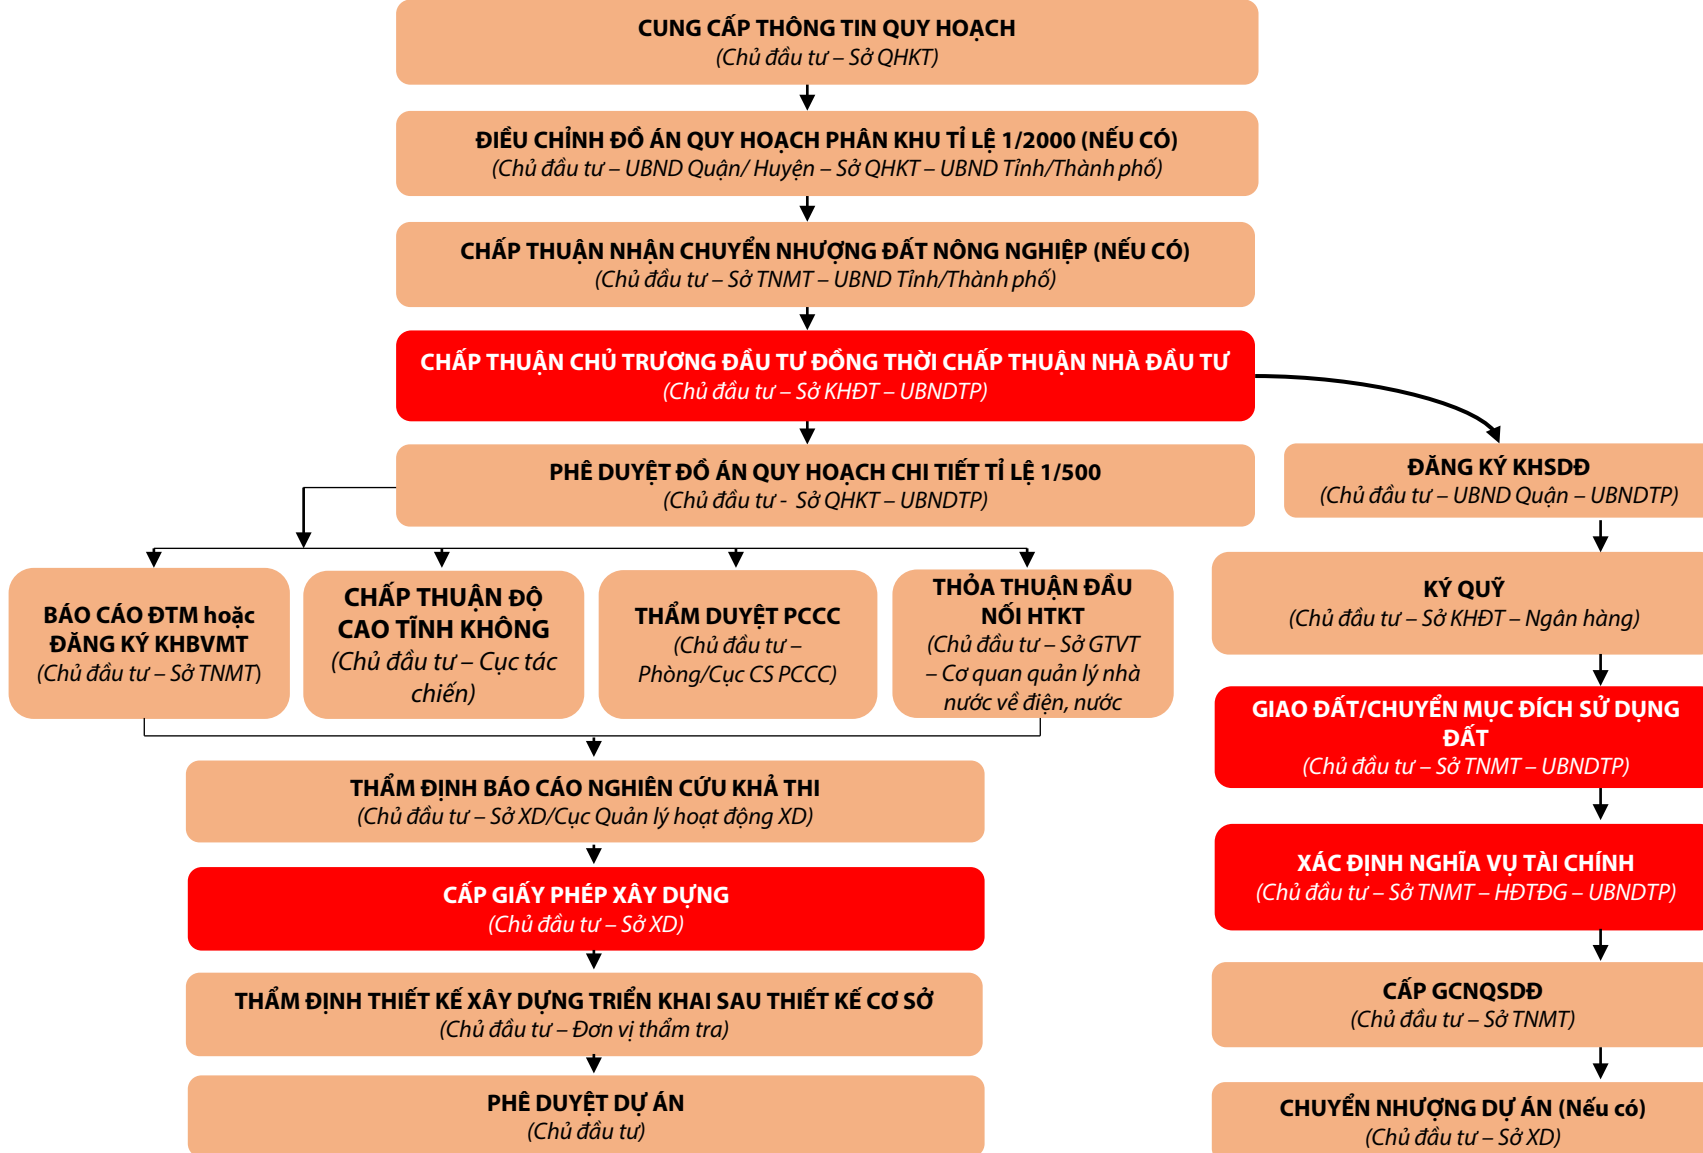 CUNG CẤP THÔNG TIN QUY HOẠCH
(Chủ đầu tư – Sở QHKT)
ĐIỀU CHỈNH ĐỒ ÁN QUY HOẠCH PHÂN KHU TỈ LỆ 1/2000 (NẾU CÓ)
(Chủ đầu tư – UBND Quận/ Huyện – Sở QHKT – UBND Tỉnh/Thành phố)
CHẤP THUẬN NHẬN CHUYỂN NHƯỢNG ĐẤT NÔNG NGHIỆP (NẾU CÓ)
(Chủ đầu tư – Sở TNMT – UBND Tỉnh/Thành phố)
CHẤP THUẬN CHỦ TRƯƠNG ĐẦU TƯ ĐỒNG THỜI CHẤP THUẬN NHÀ ĐẦU TƯ
(Chủ đầu tư – Sở KHĐT – UBNDTP)
PHÊ DUYỆT ĐỒ ÁN QUY HOẠCH CHI TIẾT TỈ LỆ 1/500
(Chủ đầu tư - Sở QHKT – UBNDTP)
BÁO CÁO ĐTM hoặc
ĐĂNG KÝ KHBVMT
(Chủ đầu tư – Sở TNMT)
CHẤP THUẬN ĐỘ
CAO TĨNH KHÔNG
(Chủ đầu tư – Cục tác
chiến)
THẨM DUYỆT PCCC
(Chủ đầu tư –
Phòng/Cục CS PCCC)
THỎA THUẬN ĐẦU
NỐI HTKT
(Chủ đầu tư – Sở GTVT
– Cơ quan quản lý nhà
nước về điện, nước
THẨM ĐỊNH BÁO CÁO NGHIÊN CỨU KHẢ THI
(Chủ đầu tư – Sở XD/Cục Quản lý hoạt động XD)
CẤP GIẤY PHÉP XÂY DỰNG
(Chủ đầu tư – Sở XD)
THẨM ĐỊNH THIẾT KẾ XÂY DỰNG TRIỂN KHAI SAU THIẾT KẾ CƠ SỞ
(Chủ đầu tư – Đơn vị thẩm tra)
PHÊ DUYỆT DỰ ÁN
(Chủ đầu tư)
ĐĂNG KÝ KHSDĐ
(Chủ đầu tư – UBND Quận – UBNDTP)
KÝ QUỸ
(Chủ đầu tư – Sở KHĐT – Ngân hàng)
GIAO ĐẤT/CHUYỂN MỤC ĐÍCH SỬ DỤNG
ĐẤT
(Chủ đầu tư – Sở TNMT – UBNDTP)
XÁC ĐỊNH NGHĨA VỤ TÀI CHÍNH
(Chủ đầu tư – Sở TNMT – HĐTĐG – UBNDTP)
CẤP GCNQSDĐ
(Chủ đầu tư – Sở TNMT)
CHUYỂN NHƯỢNG DỰ ÁN (Nếu có)
(Chủ đầu tư – Sở XD)